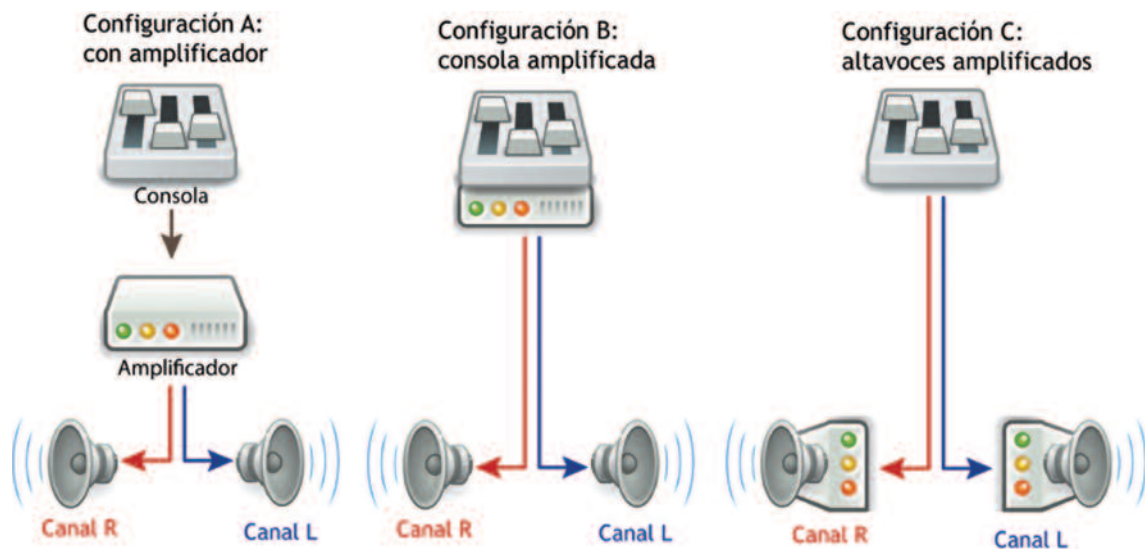 Configuración A:
con amplificador
Consola
Amplificador
Canal R
Canal L
Configuración B:
consola amplificada
Canal R
Canal L
Configuración C:
altavoces amplificados
Canal R
Canal L